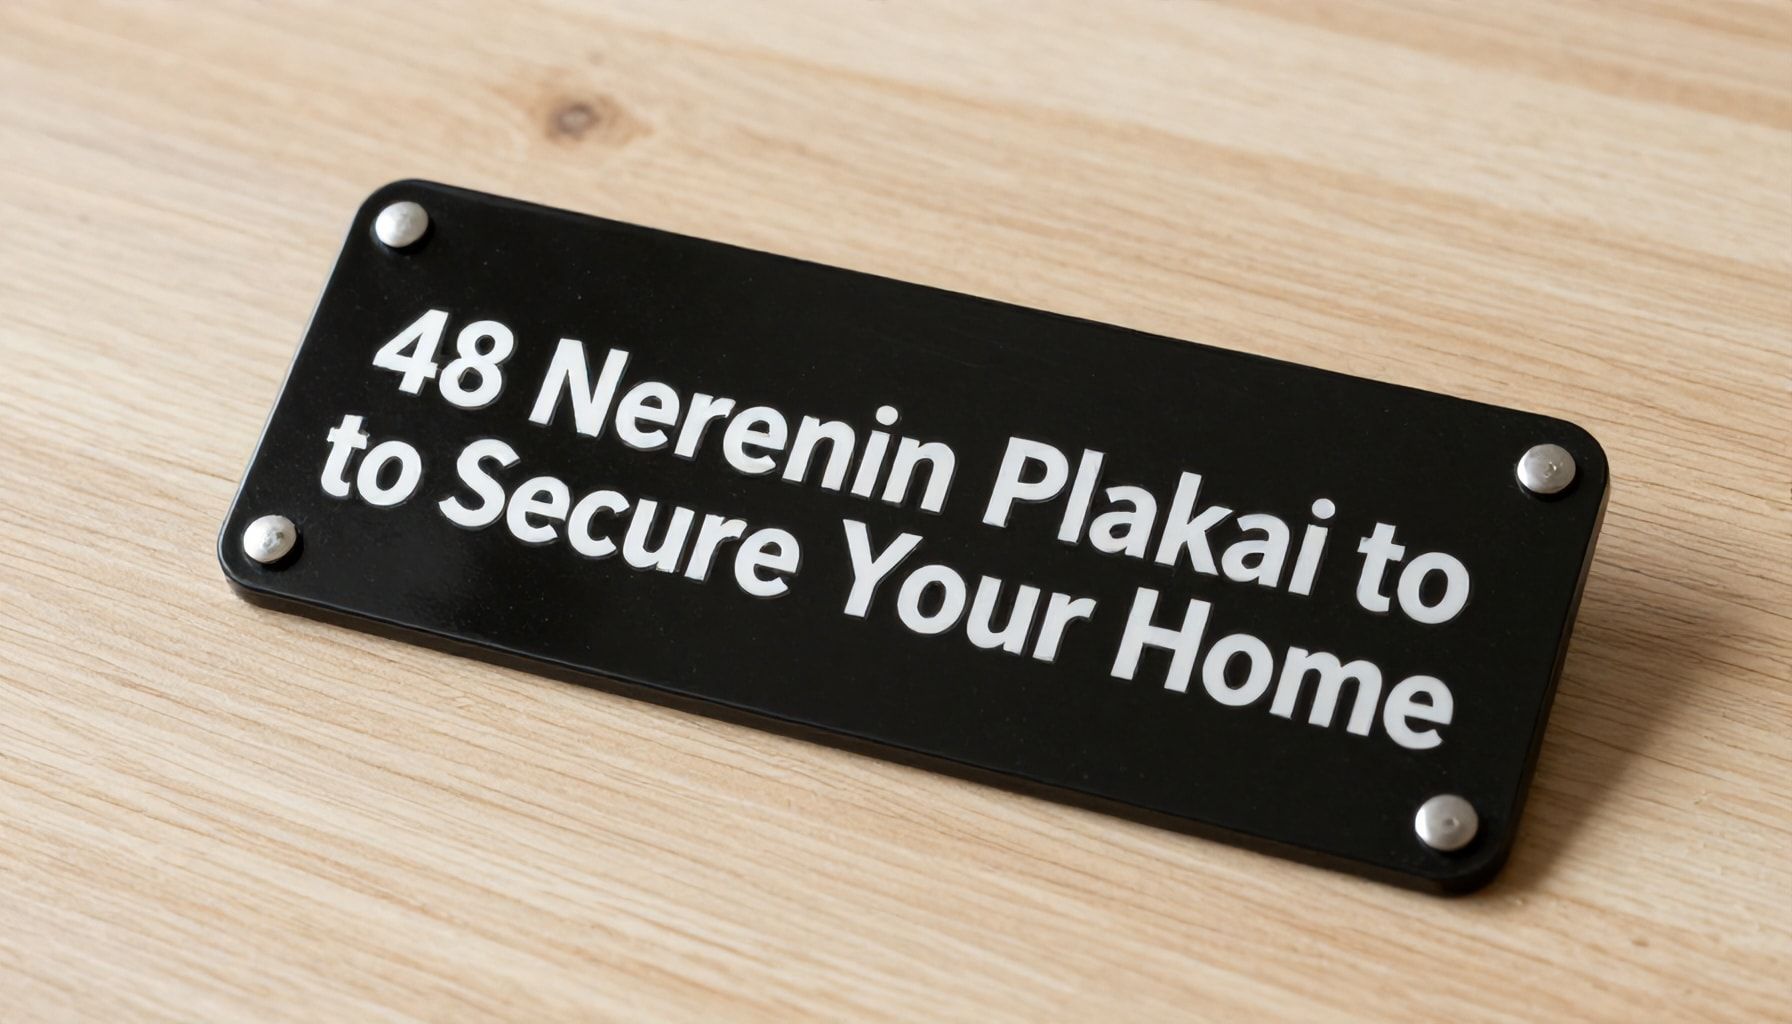 48 Nerenin Plakai to
to Secure Your Home